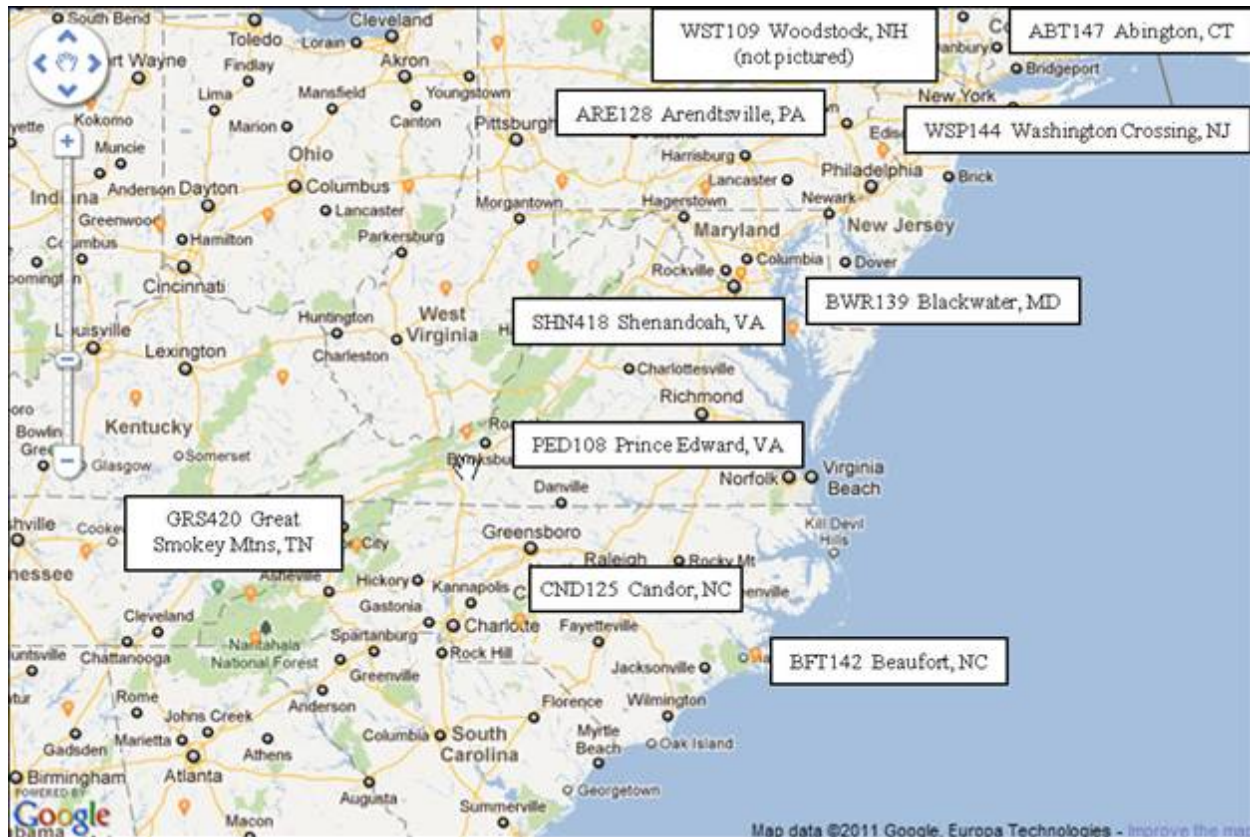 South Bend
Toledo
Cleveland
Lorain
WST109 Woodstock, NH
(not pictured)
ABT147 Abington, CT
Bridgeport
Wayne
Findlay
Akron
Youngstown
New York
Lima
Mansfield
Canton
ARE128 Arendtsville, PA
WSP144 Washington Crossing, NJ
Kokomo
Marion
Pittsburgh
Muncie
Ohio
Harrisburg
Philadelphia
Anderson
Dayton
Columbus
Lancaster
Newark
Brick
Indiana
Greenwood
Lancaster
Morgantown
Hagerstown
Maryland
New Jersey
Columbus
Hamilton
Parkersburg
Columbia
Dover
Cincinnati
Rockville
Huntington
West
Virginia
SHN418 Shenandoah, VA
BWR139 Blackwater, MD
Lexington
Charleston
Charlottesville
Richmond
Kentucky
Somerset
Glasgow
PED108 Prince Edward, VA
Norfolk
Virginia
Beach
Danville
GRS420 Great
Smokey Mtns, TN
Greensboro
Kill Devil
Hills
Raleigh
Rocky Mt
Asheville
Hickory
Kannapolis
CND125 Candor, NC
Cleveland
Gastonia
Charlotte
Fayetteville
Chattanooga
Nantahala
National Forest
Spartanburg
Rock Hill
Greenville
Jacksonville
BFT142 Beaufort, NC
Rome
Anderson
Florence
Wilmington
Gadsden
Johns Creek
Marietta
Athens
Columbia
South
Carolina
Myrtle
Beach
Oak Island
Birmingham
Atlanta
Augusta
Georgetown
POWERED BY
Google
Macon
Summerville
Map data ©2011 Google, Europa Technologies - Improve the map